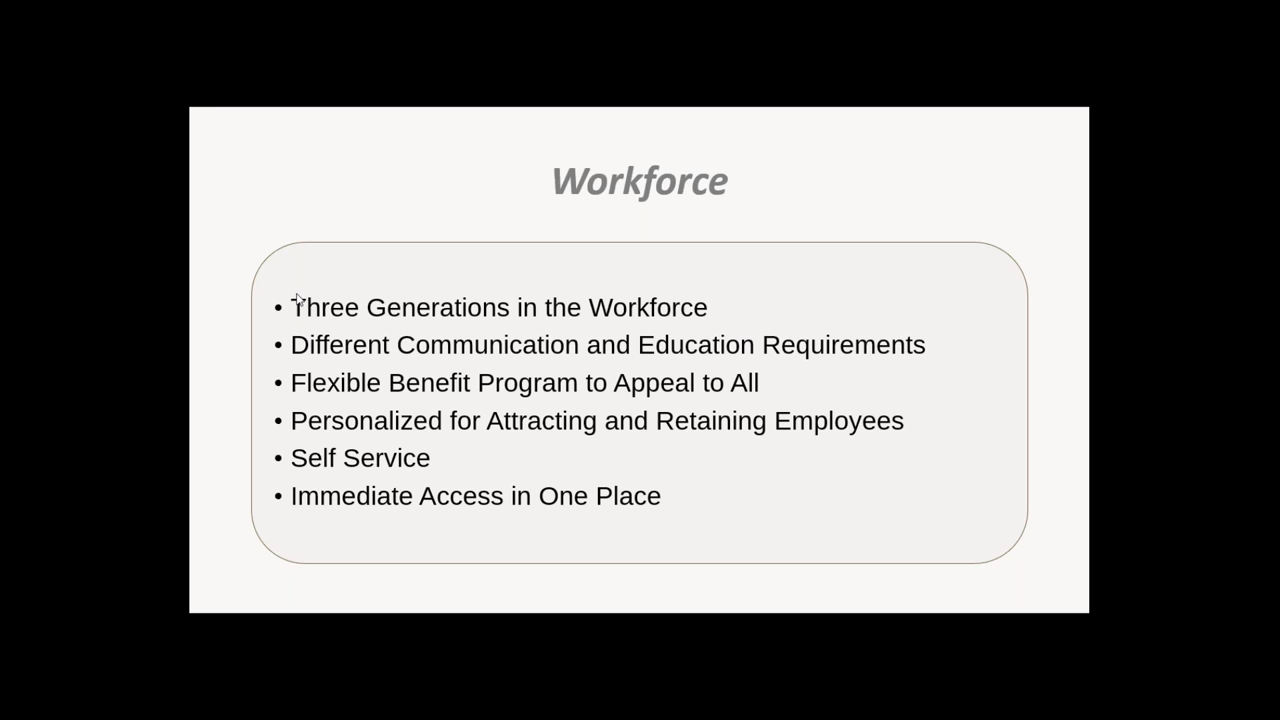 Workforce
• Three Generations in the Workforce
• Different Communication and Education Requirements
• Flexible Benefit Program to Appeal to All
• Personalized for Attracting and Retaining Employees
• Self Service
• Immediate Access in One Place